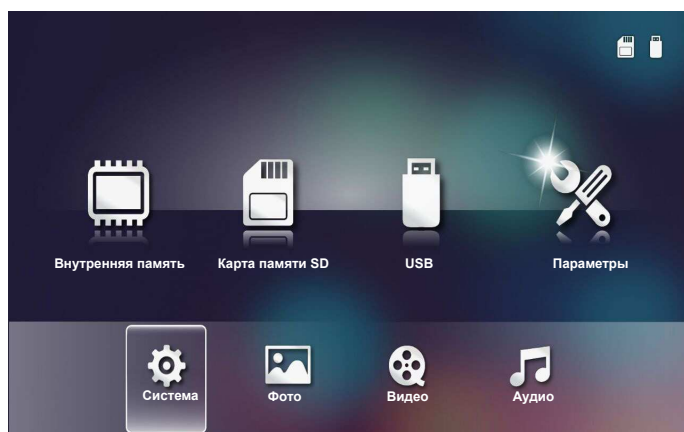 Внутренняя память
Карта памяти SD
USB
Параметры
Система
Фото
Видео
Аудио